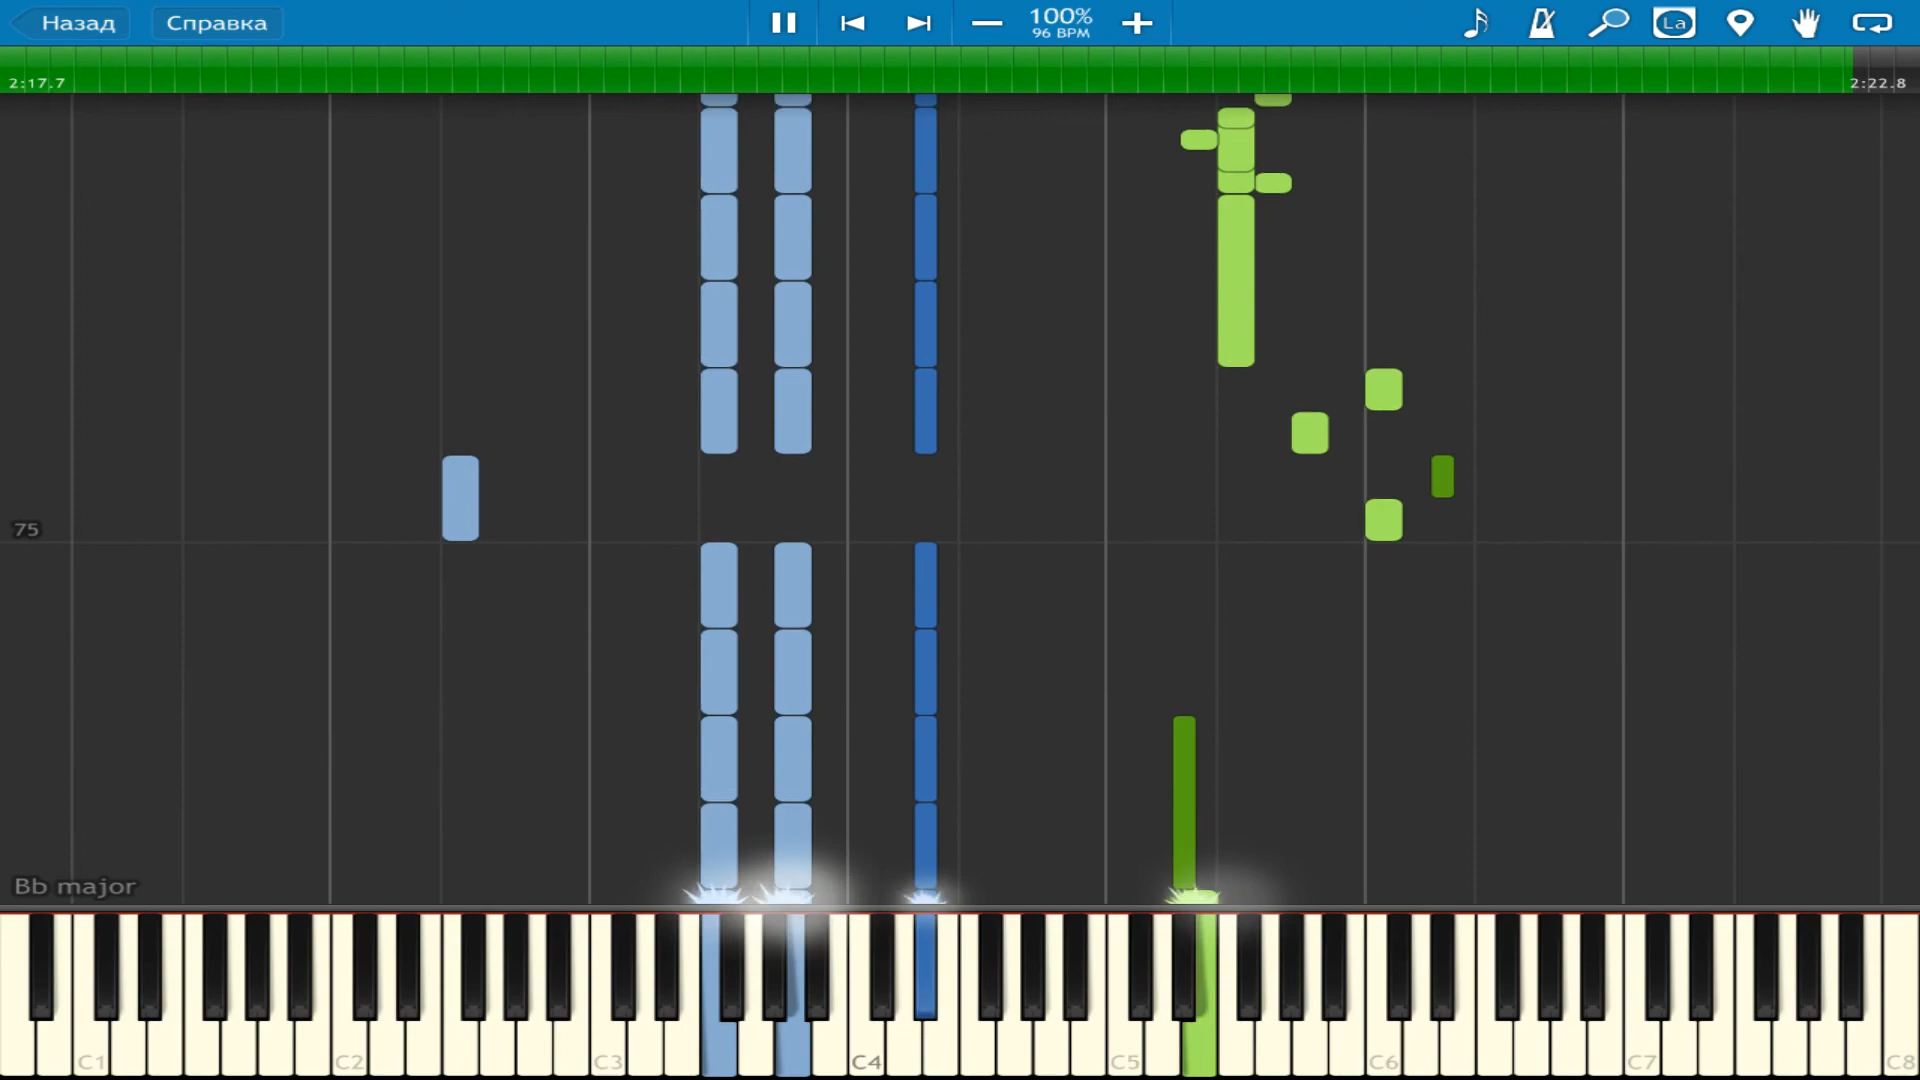 Назад
Справка
100%
96 BPM
La
2:17.7
2:22.8
75
Bb major
C1
C2
C3
C4
C5
C6
C7
C8